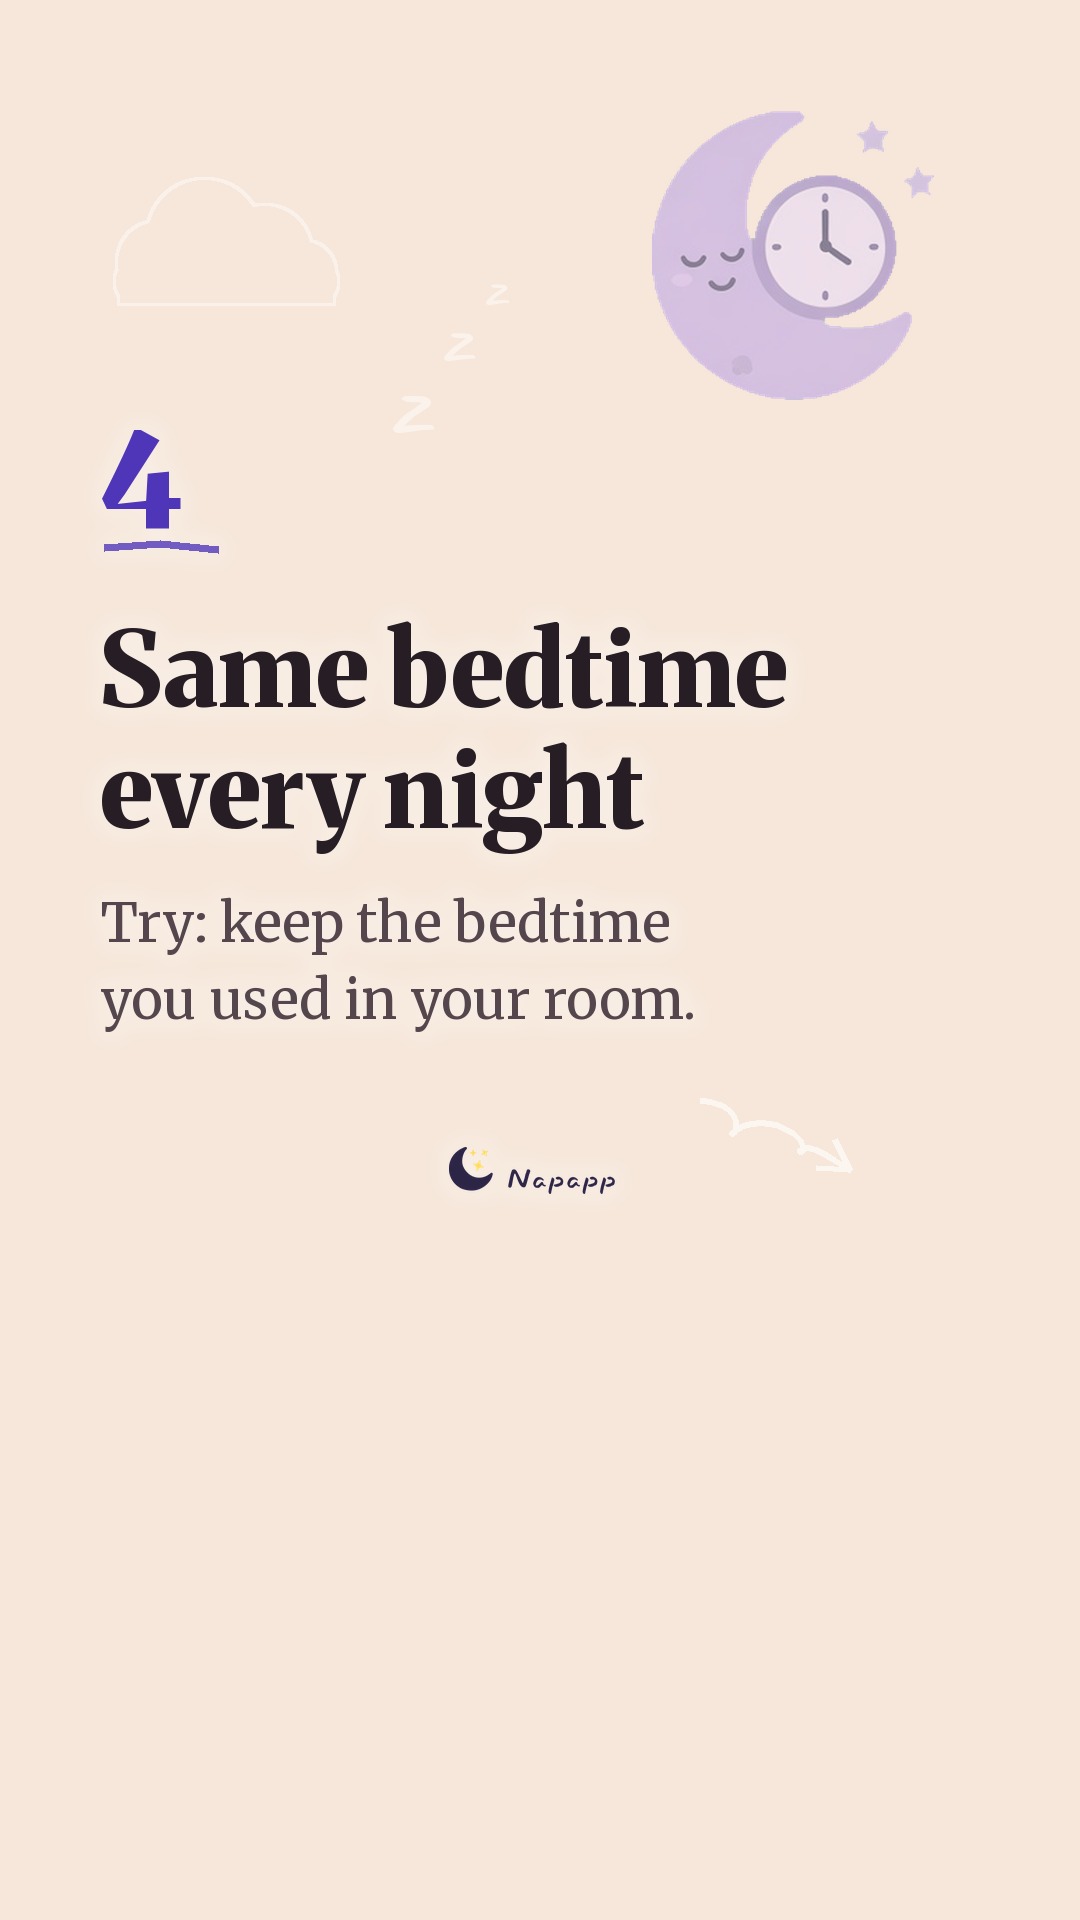 z
z
z
4
Same bedtime
every night
Try: keep the bedtime
you used in your room.
Napapp